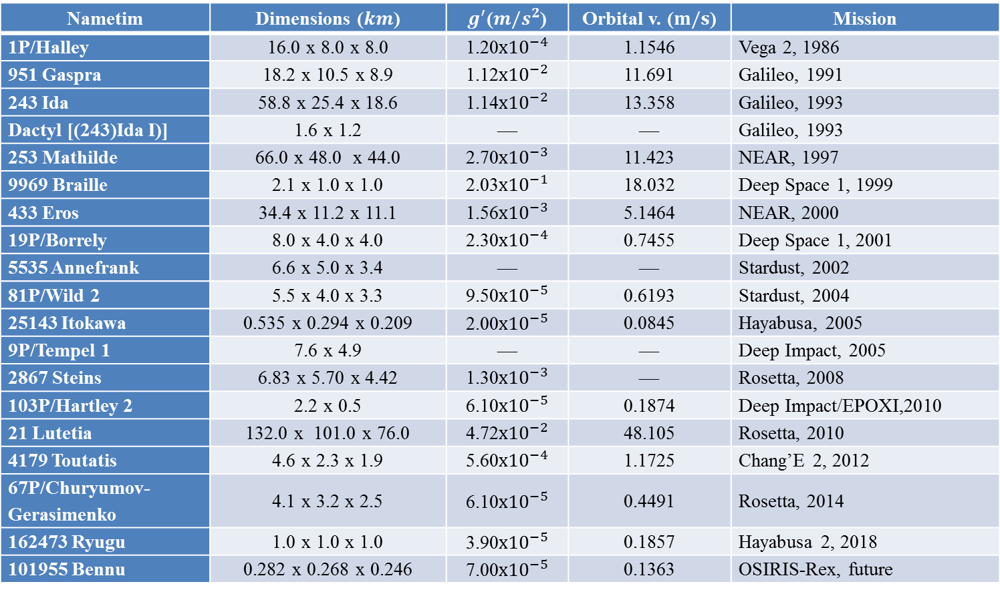 Nametim Dimensions (km) g′(m/s²) Orbital v. (m/s) Mission
1P/Halley 16.0 x 8.0 x 8.0 1.20x10⁻⁴ 1.1546 Vega 2, 1986
951 Gaspra 18.2 x 10.5 x 8.9 1.12x10⁻² 11.691 Galileo, 1991
243 Ida 58.8 x 25.4 x 18.6 1.14x10⁻² 13.358 Galileo, 1993
Dactyl [(243)Ida I)] 1.6 x 1.2 — — Galileo, 1993
253 Mathilde 66.0 x 48.0 x 44.0 2.70x10⁻³ 11.423 NEAR, 1997
9969 Braille 2.1 x 1.0 x 1.0 2.03x10⁻¹ 18.032 Deep Space 1, 1999
433 Eros 34.4 x 11.2 x 11.1 1.56x10⁻³ 5.1464 NEAR, 2000
19P/Borrely 8.0 x 4.0 x 4.0 2.30x10⁻⁴ 0.7455 Deep Space 1, 2001
5535 Annefrank 6.6 x 5.0 x 3.4 — — Stardust, 2002
81P/Wild 2 5.5 x 4.0 x 3.3 9.50x10⁻⁵ 0.6193 Stardust, 2004
25143 Itokawa 0.535 x 0.294 x 0.209 2.00x10⁻⁵ 0.0845 Hayabusa, 2005
9P/Tempel 1 7.6 x 4.9 — — Deep Impact, 2005
2867 Steins 6.83 x 5.70 x 4.42 1.30x10⁻³ — Rosetta, 2008
103P/Hartley 2 2.2 x 0.5 6.10x10⁻⁵ 0.1874 Deep Impact/EPOXI,2010
21 Lutetia 132.0 x 101.0 x 76.0 4.72x10⁻² 48.105 Rosetta, 2010
4179 Toutatis 4.6 x 2.3 x 1.9 5.60x10⁻⁴ 1.1725 Chang’E 2, 2012
67P/Churyumov-
Gerasimenko 4.1 x 3.2 x 2.5 6.10x10⁻⁵ 0.4491 Rosetta, 2014
162473 Ryugu 1.0 x 1.0 x 1.0 3.90x10⁻⁵ 0.1857 Hayabusa 2, 2018
101955 Bennu 0.282 x 0.268 x 0.246 7.00x10⁻⁵ 0.1363 OSIRIS-Rex, future